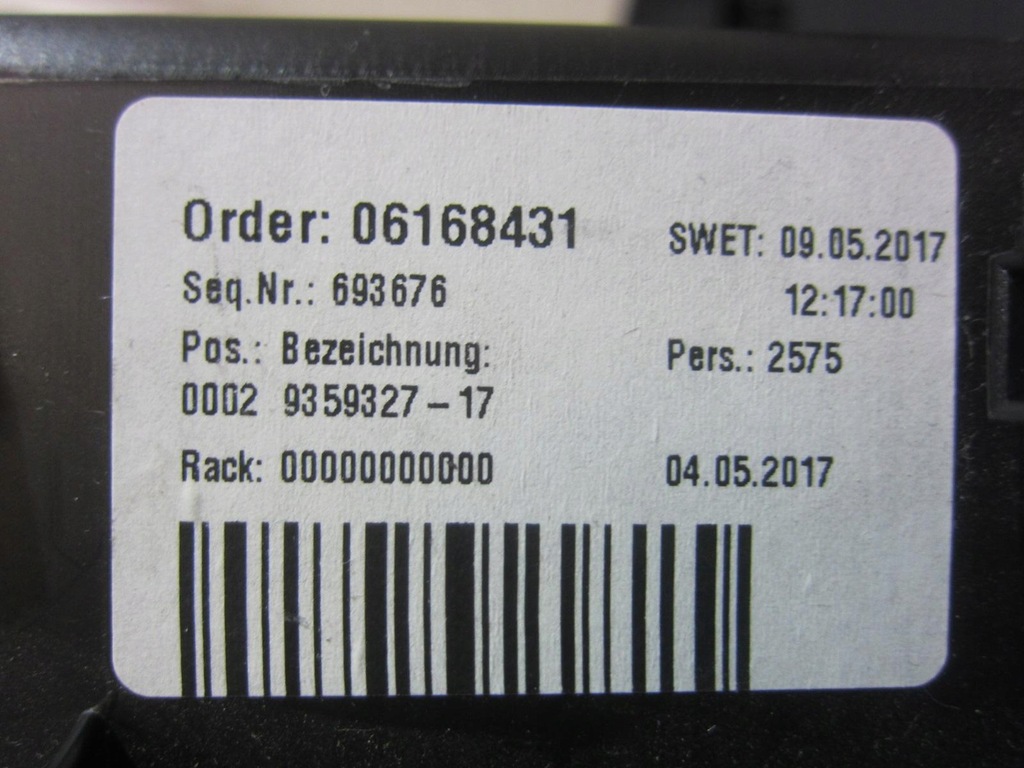 Order: 06168431
SWET: 09.05.2017
Seq.Nr.: 693676
12:17:00
Pos.: Bezeichnung:
Pers.: 2575
0002 9359327-17
Rack: 00000000000
04.05.2017